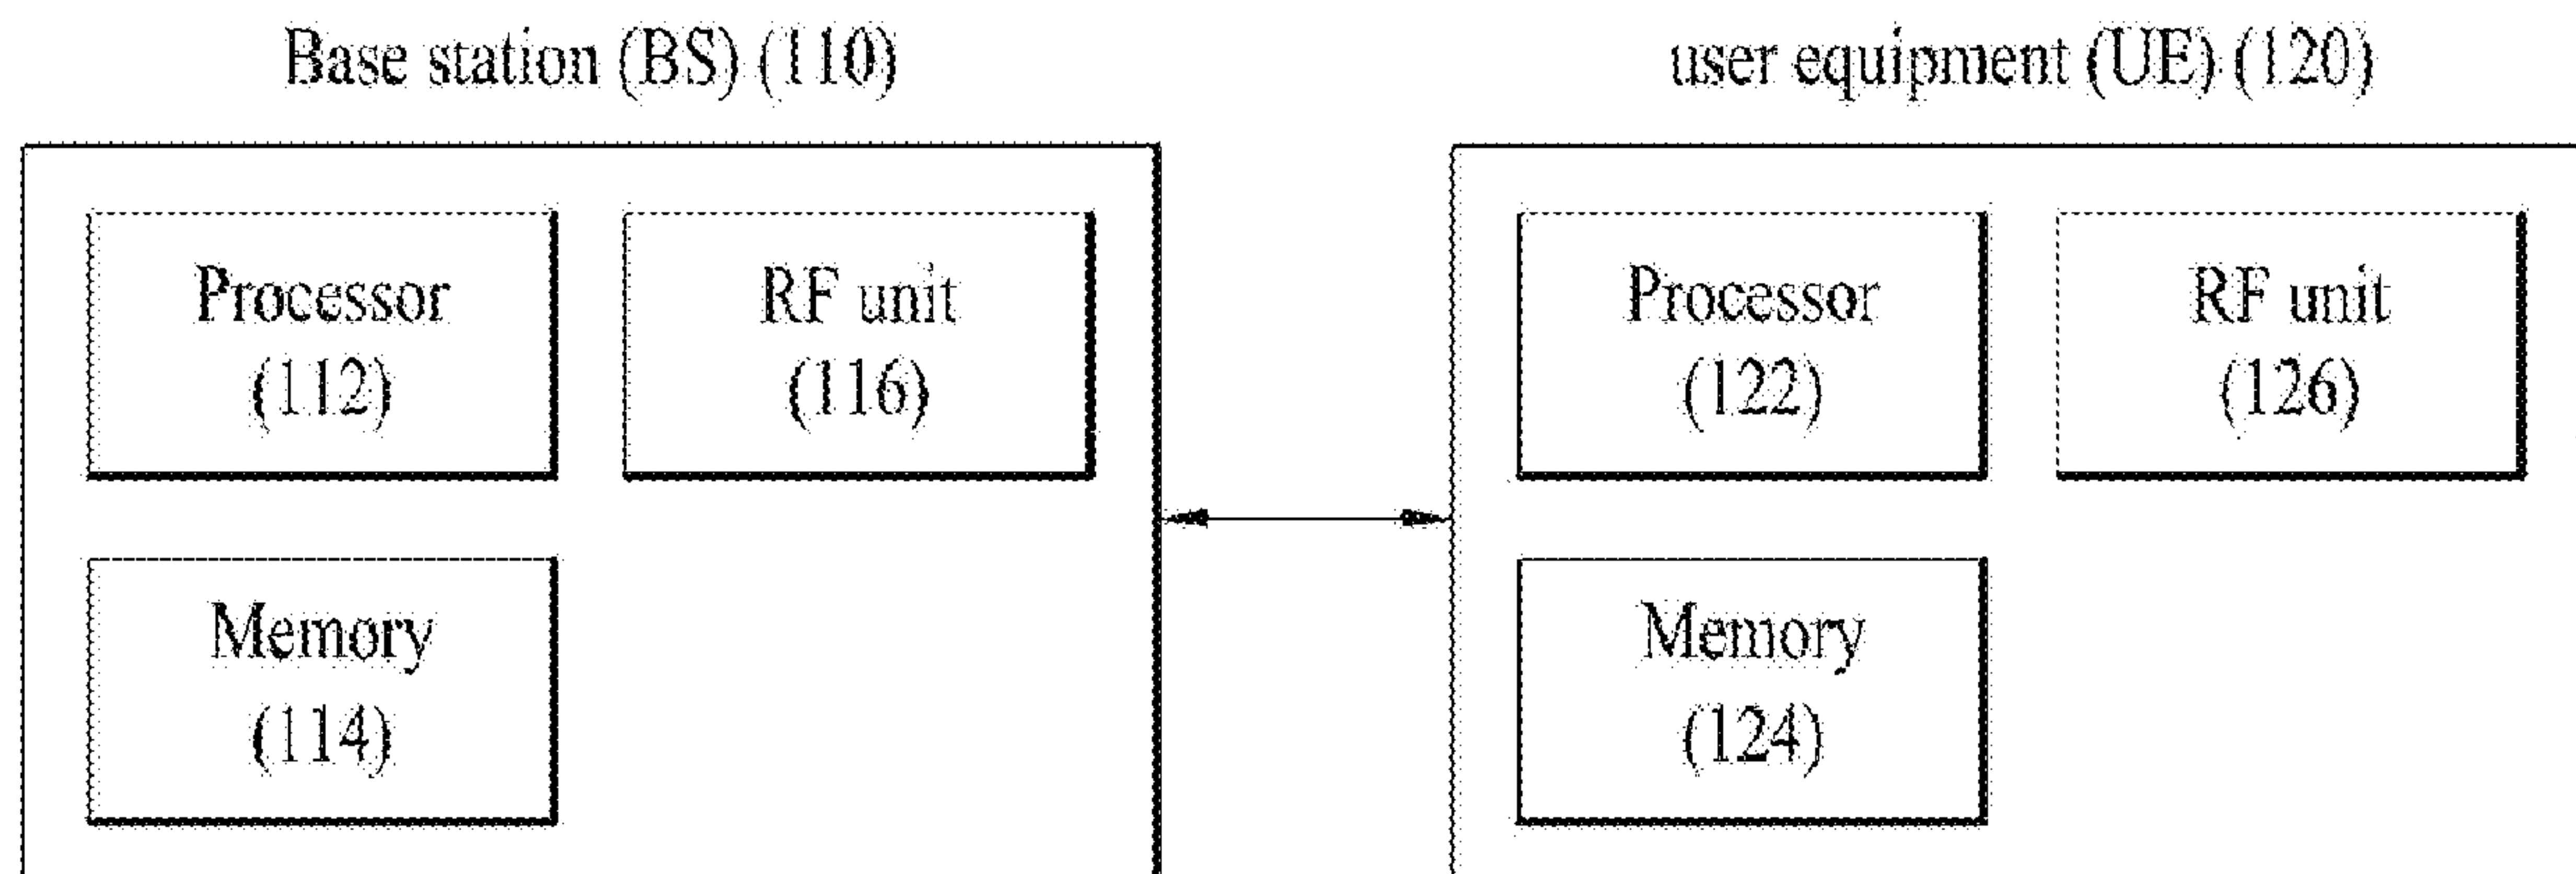 Base station (BS) (110)
Processor
(112)
RF unit
(116)
Memory
(114)
user equipment (UE) (120)
Processor
(122)
RF unit
(126)
Memory
(124)